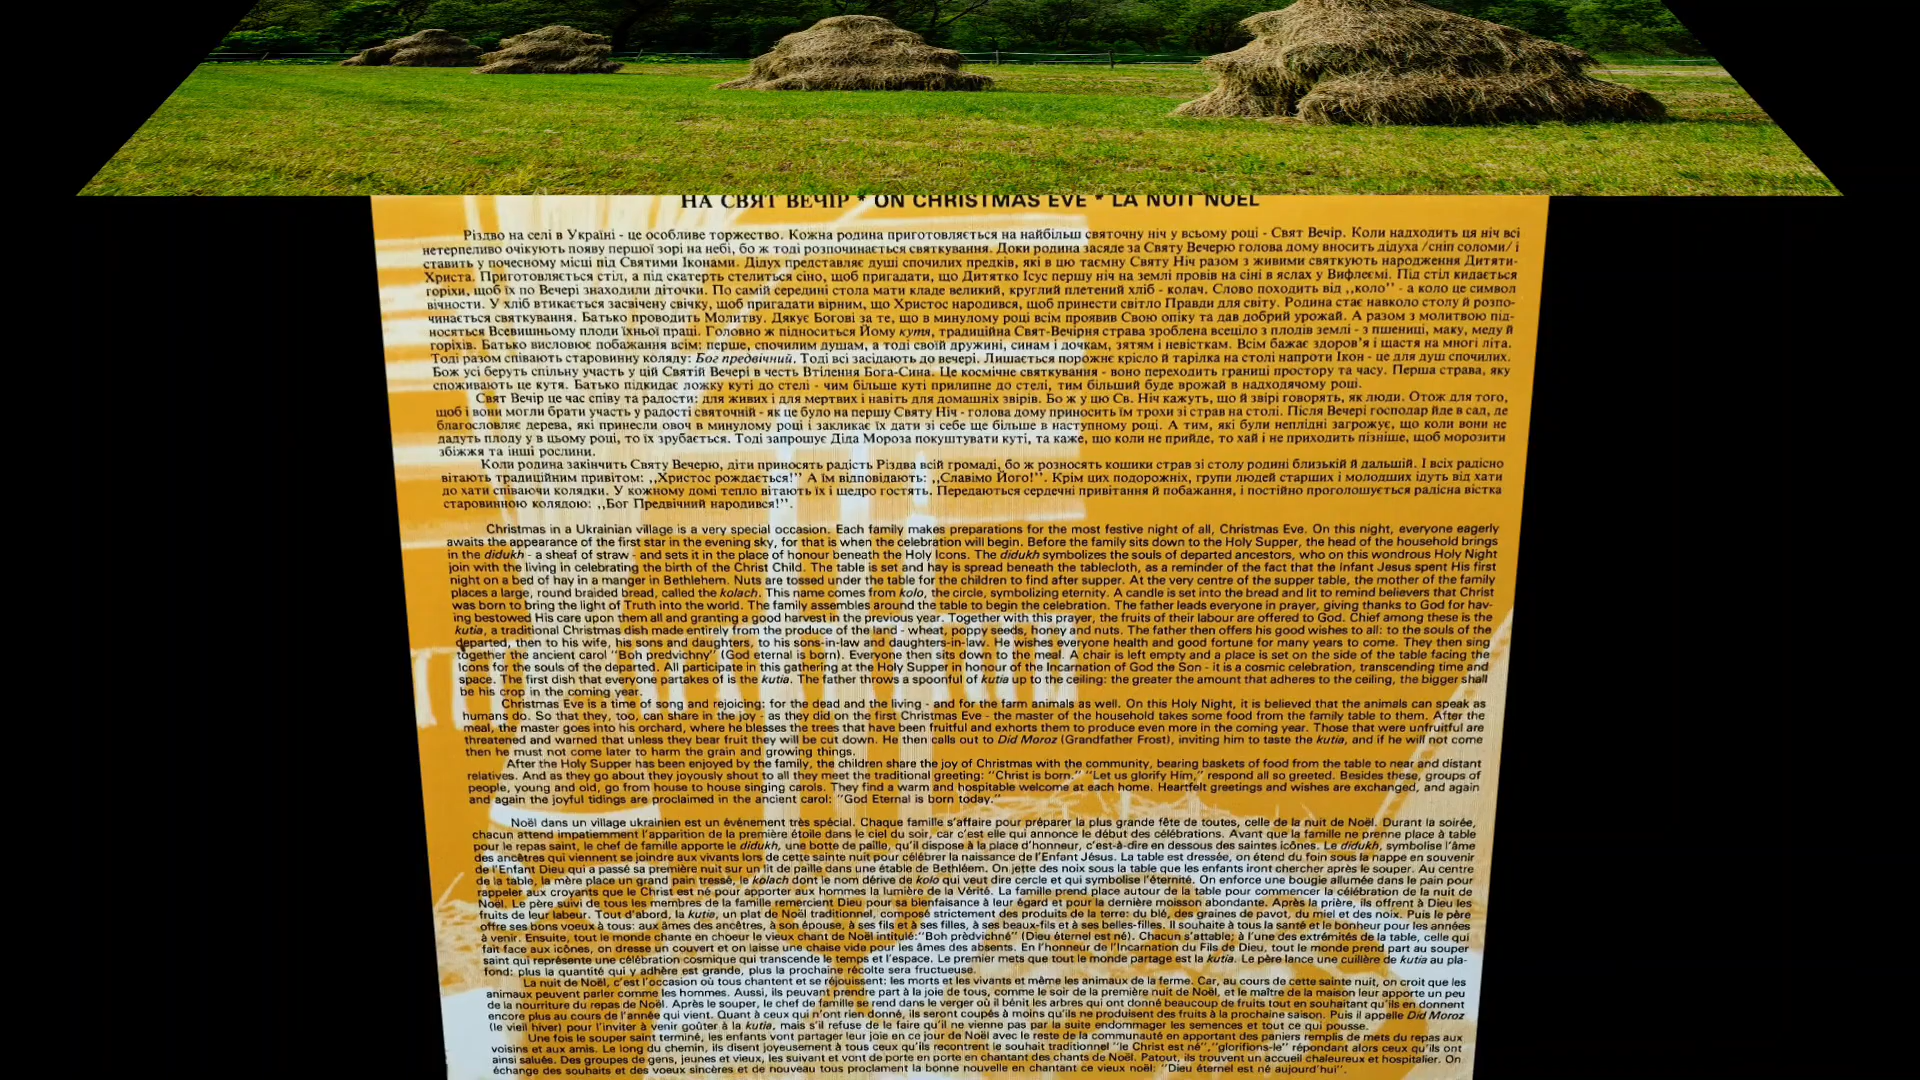 НА СВЯТ ВЕЧІР * ON CHRISTMAS EVE * LA NUIT NOËL
Різдво на селі в Україні - це особливе торжество. Кожна родина приготовляється на найбільш святочну ніч у всьому році - Свят Вечір. Коли надходить ця ніч всі
нетерпеливо очікують появу першої зорі на небі, бо ж тоді розпочинається святкування. Доки родина засяде за Святу Вечерю голова дому вносить дідуха /сніп соломи/ і
ставить у почесному місці під Святими Іконами. Дідух представляє душі спочилих предків, які в цю таємну Святу Ніч разом з живими святкують народження Дитяти-
Христа. Приготовляється стіл, а під скатерть стелиться сіно, щоб пригадати, що Дитятко Ісус першу ніч на землі провів на сіні в яслах у Вифлеємі. Під стіл кидається
горіхи, щоб їх по Вечері знаходили діточки. По самій середині стола мати кладе великий, круглий плетений хліб - колач. Слово походить від ,,коло’’ - а коло це символ
вічности. У хліб втикається засвічену свічку, щоб пригадати вірним, що Христос народився, щоб принести світло Правди для світу. Родина стає навколо столу й розпо-
чинається святкування. Батько проводить Молитву. Дякує Богові за те, що в минулому році всім проявив Свою опіку та дав добрий урожай. А разом з молитвою під-
носяться Всевишньому плоди їхньої праці. Головно ж підноситься Йому кутя, традиційна Свят-Вечірня страва зроблена всеціло з плодів землі - з пшениці, маку, меду й
горіхів. Батько висловлює побажання всім: перше, спочилим душам, а тоді своїй дружині, синам і дочкам, зятям і невісткам. Всім бажає здоров’я і щастя на многі літа.
Тоді разом співають старовинну коляду: Бог предвічний. Тоді всі засідають до вечері. Лишається порожнє крісло й тарілка на столі напроти Ікон - це для душ спочилих.
Бож усі беруть спільну участь у цій Святій Вечері в честь Втілення Бога-Сина. Це космічне святкування - воно переходить границі простору та часу. Перша страва, яку
споживають це кутя. Батько підкидає ложку куті до стелі - чим більше куті прилипне до стелі, тим більший буде врожай в надходячому році.
Свят Вечір це час співу та радости: для живих і для мертвих і навіть для домашніх звірів. Бо ж у цю Св. Ніч кажуть, що й звірі говорять, як люди. Отож для того,
щоб і вони могли брати участь у радості святочній - як це було на першу Святу Ніч - голова дому приносить їм трохи зі страв на столі. Після Вечері господар йде в сад, де
благословляє дерева, які принесли овоч в минулому році і закликає їх дати зі себе ще більше в наступному році. А тим, які були неплідні загрожує, що коли вони не
дадуть плоду у в цьому році, то їх зрубається. Тоді запрошує Діда Мороза покуштувати куті, та каже, що коли не прийде, то хай і не приходить пізніше, щоб морозити
збіжжя та інші рослини.
Коли родина закінчить Святу Вечерю, діти приносять радість Різдва всій громаді, бо ж розносять кошики страв зі столу родині близькій й дальшій. І всіх радісно
вітають традиційним привітом: ,,Христос рождається!’’ А їм відповідають: ,,Славімо Його!’’. Крім цих подорожніх, групи людей старших і молодших ідуть від хати
до хати співаючи колядки. У кожному домі тепло вітають їх і щедро гостять. Передаються сердечні привітання й побажання, і постійно проголошується радісна вістка
старовинною колядою: ,,Бог Предвічний народився!’’.
Christmas in a Ukrainian village is a very special occasion. Each family makes preparations for the most festive night of all, Christmas Eve. On this night, everyone eagerly
awaits the appearance of the first star in the evening sky, for that is when the celebration will begin. Before the family sits down to the Holy Supper, the head of the household brings
in the didukh - a sheaf of straw - and sets it in the place of honour beneath the Holy Icons. The didukh symbolizes the souls of departed ancestors, who on this wondrous Holy Night
join with the living in celebrating the birth of the Christ Child. The table is set and hay is spread beneath the tablecloth, as a reminder of the fact that the Infant Jesus spent His first
night on a bed of hay in a manger in Bethlehem. Nuts are tossed under the table for the children to find after supper. At the very centre of the supper table, the mother of the family
places a large, round braided bread, called the kolach. This name comes from kolo, the circle, symbolizing eternity. A candle is set into the bread and lit to remind believers that Christ
was born to bring the light of Truth into the world. The family assembles around the table to begin the celebration. The father leads everyone in prayer, giving thanks to God for hav-
ing bestowed His care upon them all and granting a good harvest in the previous year. Together with this prayer, the fruits of their labour are offered to God. Chief among these is the
kutia, a traditional Christmas dish made entirely from the produce of the land - wheat, poppy seeds, honey and nuts. The father then offers his good wishes to all: to the souls of the
departed, then to his wife, his sons and daughters, to his sons-in-law and daughters-in-law. He wishes everyone health and good fortune for many years to come. They then sing
together the ancient carol "Boh predvichny" (God eternal is born). Everyone then sits down to the meal. A chair is left empty and a place is set on the side of the table facing the
Icons for the souls of the departed. All participate in this gathering at the Holy Supper in honour of the Incarnation of God the Son - it is a cosmic celebration, transcending time and
space. The first dish that everyone partakes of is the kutia. The father throws a spoonful of kutia up to the ceiling: the greater the amount that adheres to the ceiling, the bigger shall
be his crop in the coming year.
Christmas Eve is a time of song and rejoicing: for the dead and the living - and for the farm animals as well. On this Holy Night, it is believed that the animals can speak as
humans do. So that they, too, can share in the joy - as they did on the first Christmas Eve - the master of the household takes some food from the family table to them. After the
meal, the master goes into his orchard, where he blesses the trees that have been fruitful and exhorts them to produce even more in the coming year. Those that were unfruitful are
threatened and warned that unless they bear fruit they will be cut down. He then calls out to Did Moroz (Grandfather Frost), inviting him to taste the kutia, and if he will not come
then he must not come later to harm the grain and growing things.
After the Holy Supper has been enjoyed by the family, the children share the joy of Christmas with the community, bearing baskets of food from the table to near and distant
relatives. And as they go about they joyously shout to all they meet the traditional greeting: "Christ is born." "Let us glorify Him," respond all so greeted. Besides these, groups of
people, young and old, go from house to house singing carols. They find a warm and hospitable welcome at each home. Heartfelt greetings and wishes are exchanged, and again
and again the joyful tidings are proclaimed in the ancient carol: "God Eternal is born today."
Noël dans un village ukrainien est un événement très spécial. Chaque famille s'affaire pour préparer la plus grande fête de toutes, celle de la nuit de Noël. Durant la soirée,
chacun attend impatiemment l'apparition de la première étoile dans le ciel du soir, car c'est elle qui annonce le début des célébrations. Avant que la famille ne prenne place à table
pour le repas saint, le chef de famille apporte le didukh, une botte de paille, qu'il dispose à la place d'honneur, c'est-à-dire en dessous des saintes icônes. Le didukh, symbolise l'âme
des ancêtres qui viennent se joindre aux vivants lors de cette sainte nuit pour célébrer la naissance de l'Enfant Jésus. La table est dressée, on étend du foin sous la nappe en souvenir
de l'Enfant Dieu qui a passé sa première nuit sur un lit de paille dans une étable de Bethléem. On jette des noix sous la table que les enfants iront chercher après le souper. Au centre
de la table, la mère place un grand pain tressé, le kolach dont le nom dérive de kolo qui veut dire cercle et qui symbolise l'éternité. On enforce une bougie allumée dans le pain pour
rappeler aux croyants que le Christ est né pour apporter aux hommes la lumière de la Vérité. La famille prend place autour de la table pour commencer la célébration de la nuit de
Noël. Le père suivi de tous les membres de la famille remercient Dieu pour sa bienfaisance à leur égard et pour la dernière moisson abondante. Après la prière, ils offrent à Dieu les
fruits de leur labeur. Tout d'abord, la kutia, un plat de Noël traditionnel, composé strictement des produits de la terre: du blé, des graines de pavot, du miel et des noix. Puis le père
offre ses bons voeux à tous: aux âmes des ancêtres, à son épouse, à ses fils et à ses filles, à ses beaux-fils et à ses belles-filles. Il souhaite à tous la santé et le bonheur pour les années
à venir. Ensuite, tout le monde chante en choeur le vieux chant de Noël intitulé:"Boh prèdvichné" (Dieu éternel est né). Chacun s'attable; à l'une des extrémités de la table, celle qui
fait face aux icônes, on dresse un couvert et on laisse une chaise vide pour les âmes des absents. En l'honneur de l'Incarnation du Fils de Dieu, tout le monde prend part au souper
saint qui représente une célébration cosmique qui transcende le temps et l'espace. Le premier mets que tout le monde partage est la kutia. Le père lance une cuilière de kutia au pla-
fond: plus la quantité qui y adhère est grande, plus la prochaine récolte sera fructueuse.
La nuit de Noël, c'est l'occasion où tous chantent et se réjouissent: les morts et les vivants et même les animaux de la ferme. Car, au cours de cette sainte nuit, on croit que les
animaux peuvent parler comme les hommes. Aussi, ils peuvant prendre part à la joie de tous, comme le soir de la première nuit de Noël, et le maître de la maison leur apporte un peu
de la nourriture du repas de Noël. Après le souper, le chef de famille se rend dans le verger où il bénit les arbres qui ont donné beaucoup de fruits tout en souhaitant qu'ils en donnent
encore plus au cours de l'année qui vient. Quant à ceux qui n'ont rien donné, ils seront coupés à moins qu'ils ne produisent des fruits à la prochaine saison. Puis il appelle Did Moroz
(le vieil hiver) pour l'inviter à venir goûter à la kutia, mais s'il refuse de le faire qu'il ne vienne pas par la suite endommager les semences et tout ce qui pousse.
Une fois le souper saint terminé, les enfants vont partager leur joie en ce jour de Noël avec le reste de la communauté en apportant des paniers remplis de mets du repas aux
voisins et aux amis. Le long du chemin, ils disent joyeusement à tous ceux qu'ils recontrent le souhait traditionnel "le Christ est né","glorifions-le" répondant alors ceux qu'ils ont
ainsi salués. Des groupes de gens, jeunes et vieux, les suivant et vont de porte en porte en chantant des chants de Noël. Patout, ils trouvent un accueil chaleureux et hospitalier. On
échange des souhaits et des voeux sincères et de nouveau tous proclament la bonne nouvelle en chantant ce vieux noël: "Dieu éternel est né aujourd'hui".